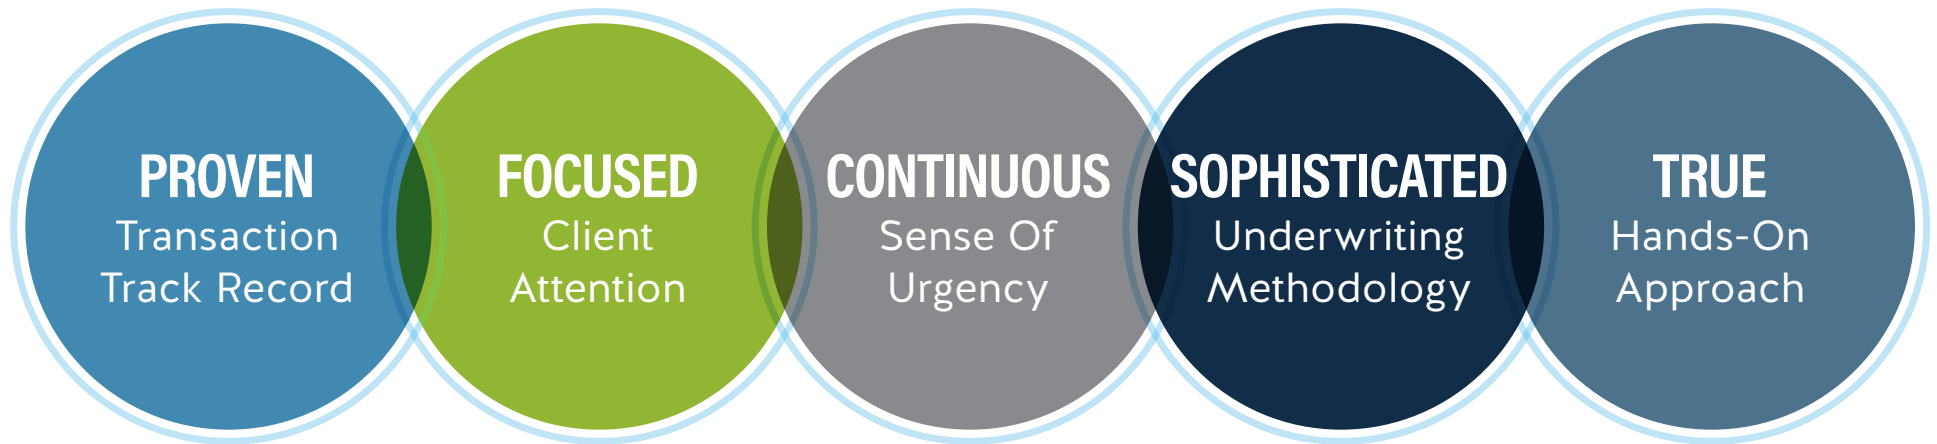 PROVEN
Transaction
Track Record
FOCUSED
Client
Attention
CONTINUOUS
Sense Of
Urgency
SOPHISTICATED
Underwriting
Methodology
TRUE
Hands-On
Approach